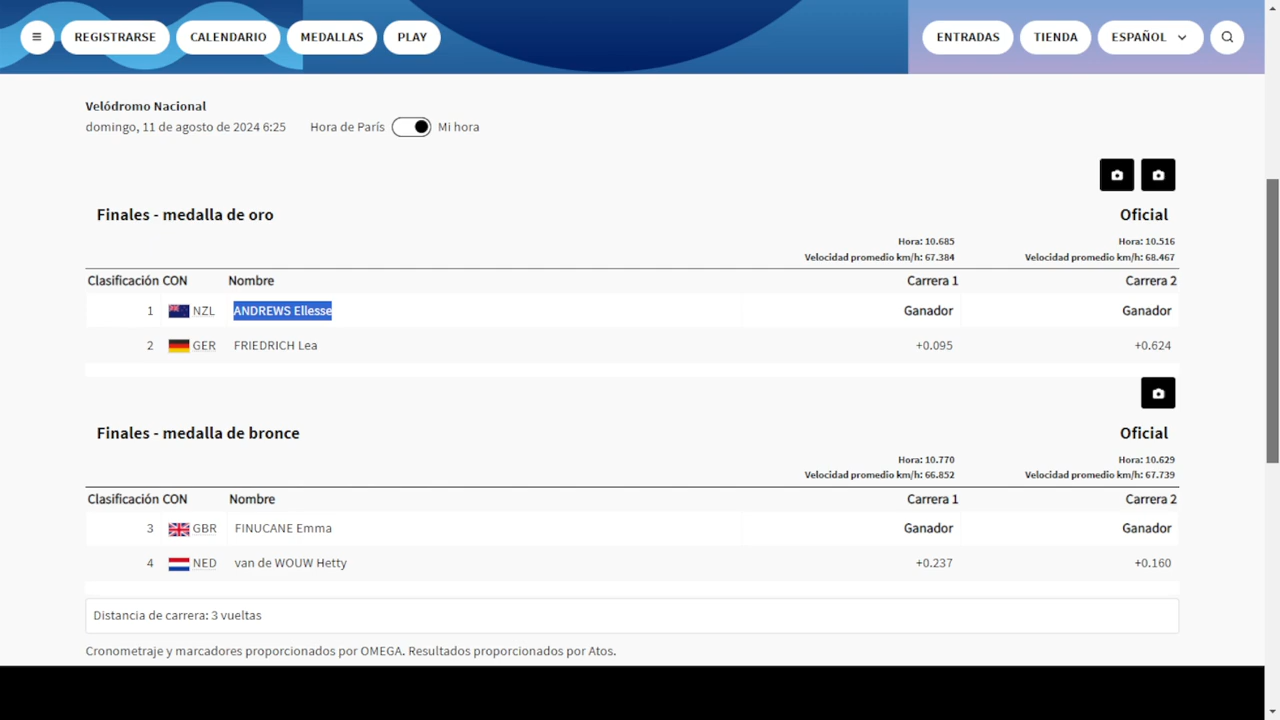 REGISTRARSE CALENDARIO MEDALLAS PLAY ENTRADAS TIENDA ESPAÑOL
Velódromo Nacional
domingo, 11 de agosto de 2024 6:25 Hora de París Mi hora
Finales - medalla de oro Oficial
Hora: 10.685 Hora: 10.516
Velocidad promedio km/h: 67.384 Velocidad promedio km/h: 68.467
Clasificación CON Nombre Carrera 1 Carrera 2
1 NZL ANDREWS Ellesse Ganador Ganador
2 GER FRIEDRICH Lea +0.095 +0.624
Finales - medalla de bronce Oficial
Hora: 10.770 Hora: 10.629
Velocidad promedio km/h: 66.852 Velocidad promedio km/h: 67.739
Clasificación CON Nombre Carrera 1 Carrera 2
3 GBR FINUCANE Emma Ganador Ganador
4 NED van de WOUW Hetty +0.237 +0.160
Distancia de carrera: 3 vueltas
Cronometraje y marcadores proporcionados por OMEGA. Resultados proporcionados por Atos.